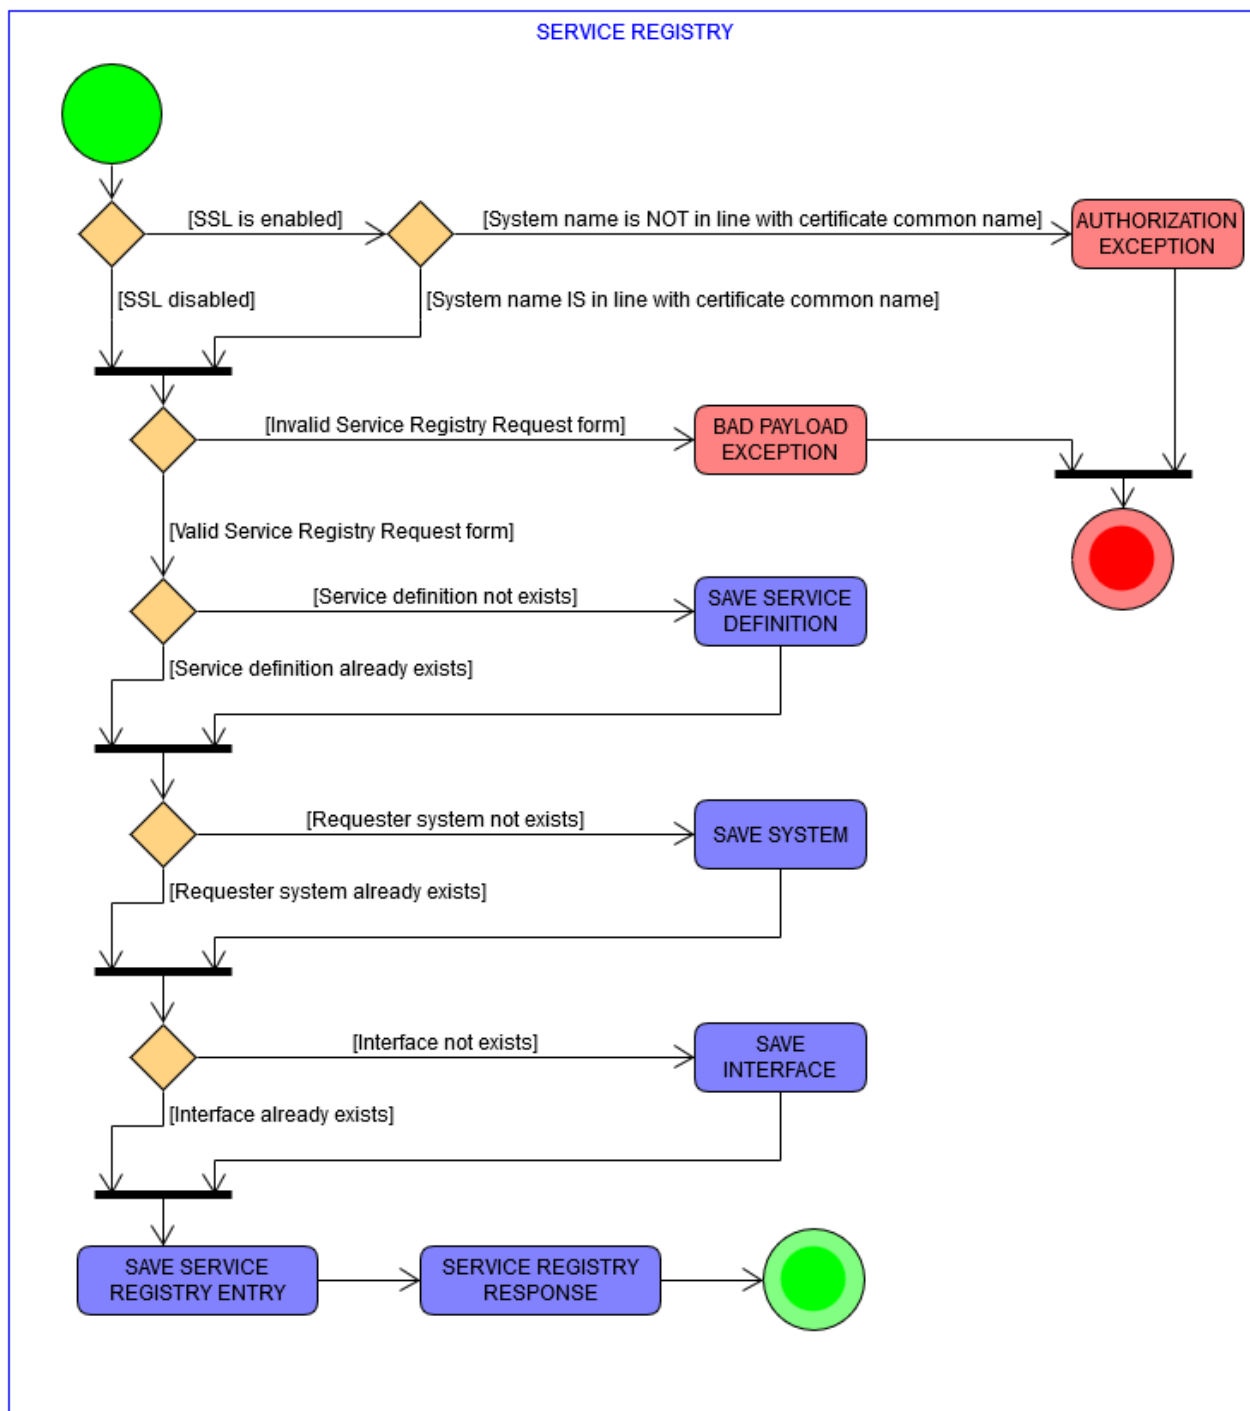 SERVICE REGISTRY
[SSL is enabled]
[System name is NOT in line with certificate common name]
AUTHORIZATION
EXCEPTION
[SSL disabled]
[System name IS in line with certificate common name]
[Invalid Service Registry Request form]
BAD PAYLOAD
EXCEPTION
[Valid Service Registry Request form]
[Service definition not exists]
SAVE SERVICE
DEFINITION
[Service definition already exists]
[Requester system not exists]
SAVE SYSTEM
[Requester system already exists]
[Interface not exists]
SAVE
INTERFACE
[Interface already exists]
SAVE SERVICE
REGISTRY ENTRY
SERVICE REGISTRY
RESPONSE